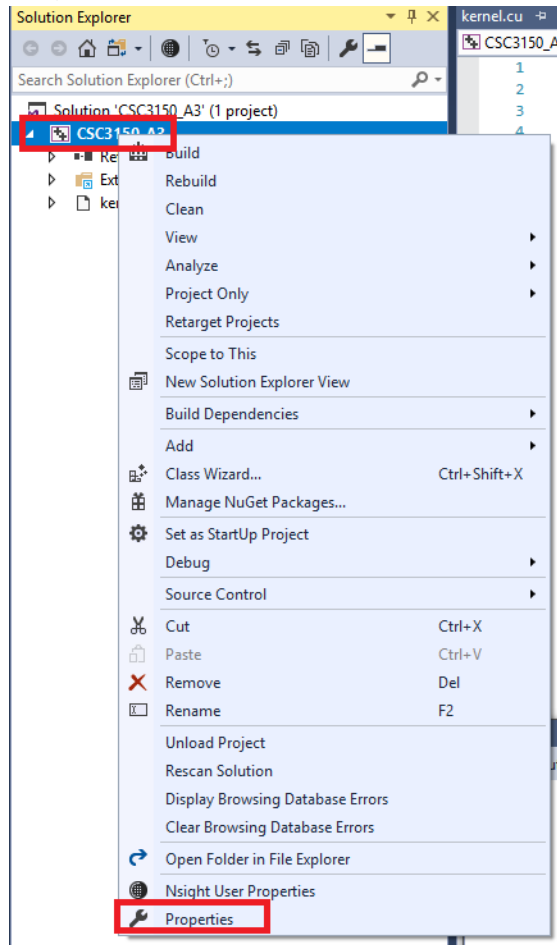 Solution Explorer
kernel.cu
CSC3150_A
Search Solution Explorer (Ctrl+;)
1
2
3
4
Solution 'CSC3150_A3' (1 project)
CSC3150_A3
Re
Ext
ker
Build
Rebuild
Clean
View
Analyze
Project Only
Retarget Projects
Scope to This
New Solution Explorer View
Build Dependencies
Add
Class Wizard... Ctrl+Shift+X
Manage NuGet Packages...
Set as StartUp Project
Debug
Source Control
Cut Ctrl+X
Paste Ctrl+V
Remove Del
Rename F2
Unload Project
Rescan Solution
Display Browsing Database Errors
Clear Browsing Database Errors
Open Folder in File Explorer
Nsight User Properties
Properties